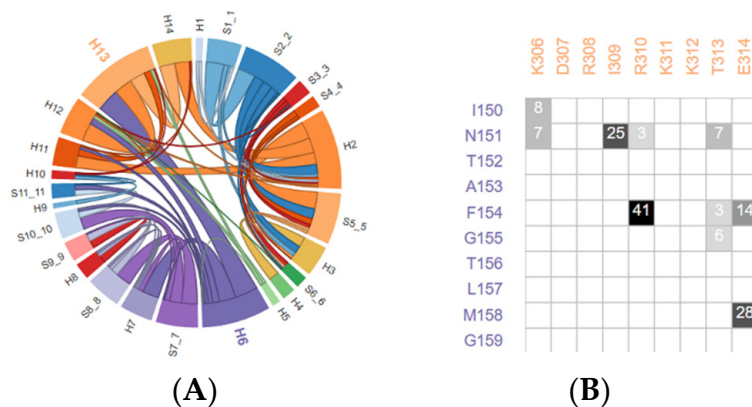 H1
S1_1
S2_2
S3_3
S4_4
H2
S5_5
H3
S6_6
H4
H5
H6
S7_7
H7
S8_8
H8
S9_9
S10_10
H9
S11_11
H10
H11
H12
H13
H14
(A)
K306 D307 R308 I309 R310 K311 K312 T313 E314
I150 8
N151 7 25 3 7
T152
A153
F154 41 3 14
G155 6
T156
L157
M158 28
G159
(B)